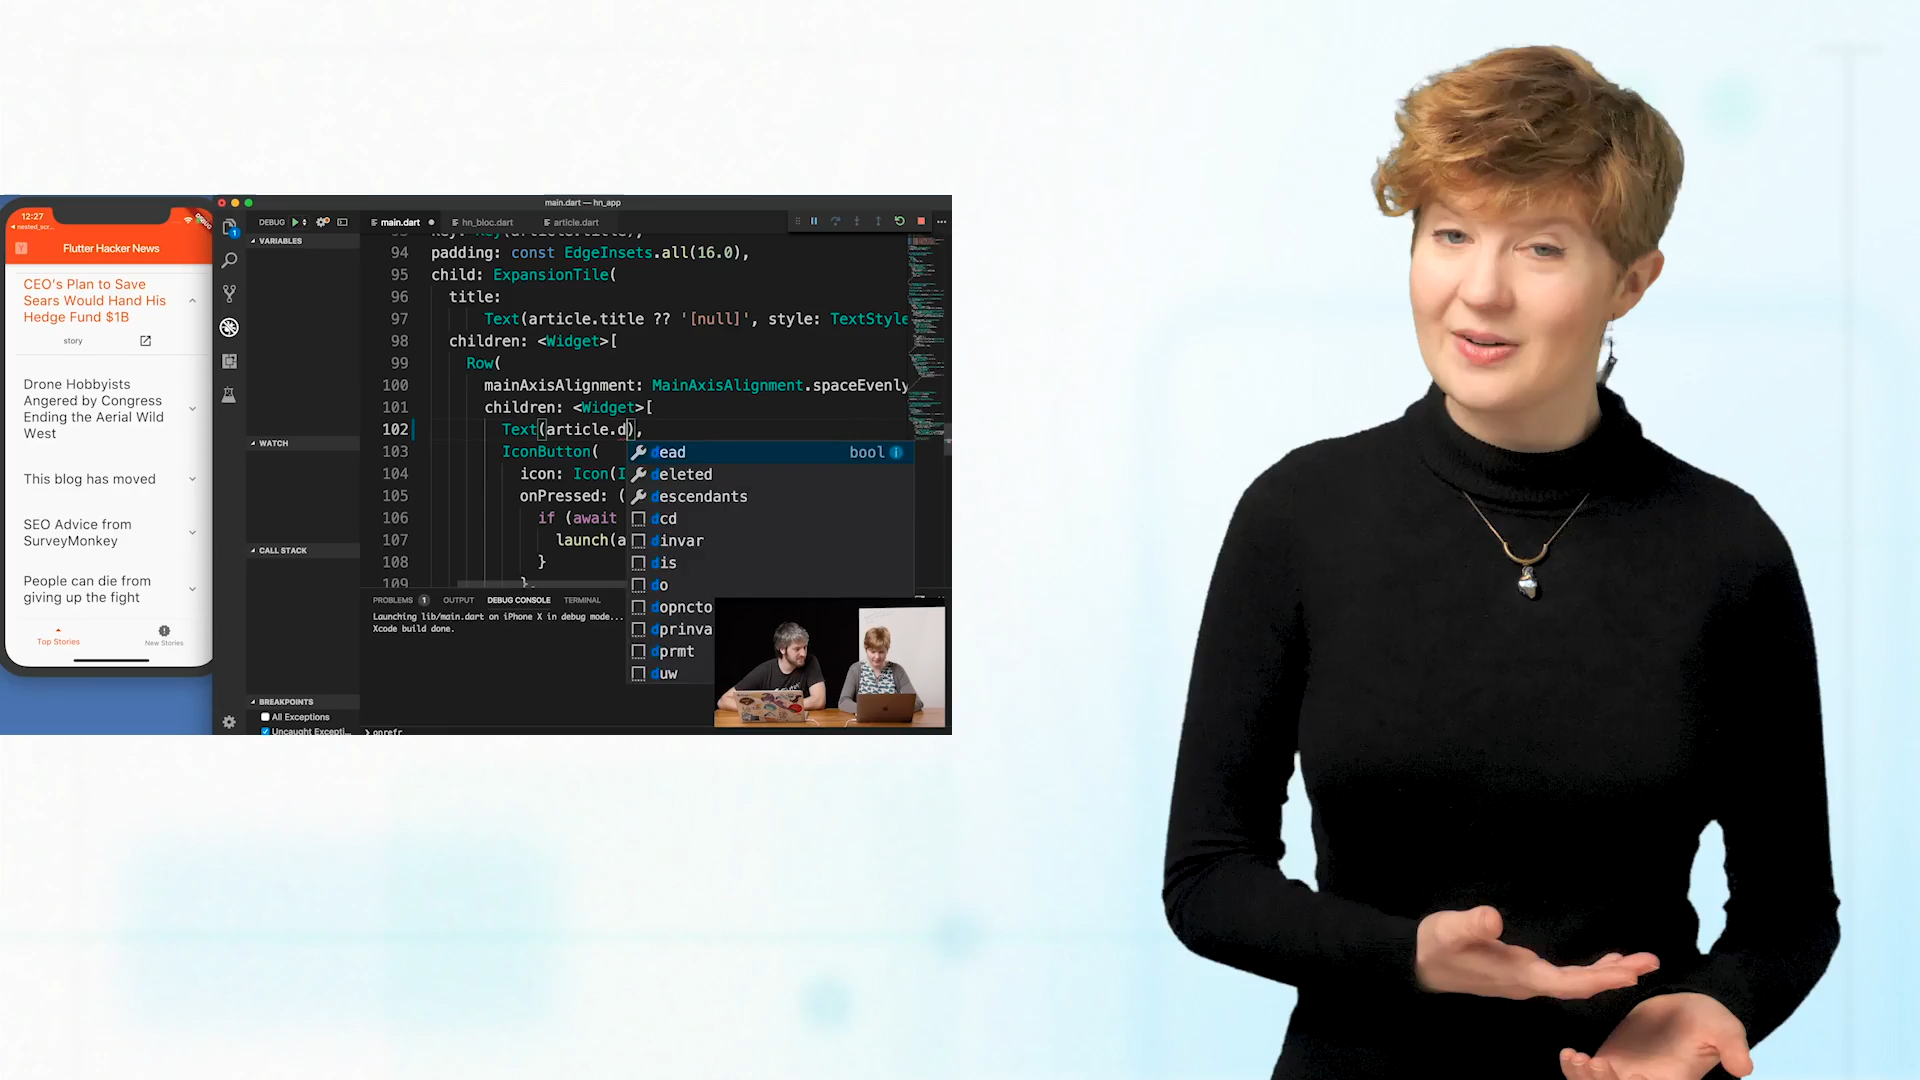 12:27
Flutter Hacker News
CEO's Plan to Save
Sears Would Hand His
Hedge Fund $1B
story
Drone Hobbyists
Angered by Congress
Ending the Aerial Wild
West
This blog has moved
SEO Advice from
SurveyMonkey
People can die from
giving up the fight
Top Stories
New Stories
main.dart — hn_app
DEBUG
main.dart
hn_bloc.dart
article.dart
VARIABLES
WATCH
CALL STACK
BREAKPOINTS
All Exceptions
Uncaught Excepti...
94 padding: const EdgeInsets.all(16.0),
95 child: ExpansionTile(
96 title:
97 Text(article.title ?? '[null]', style: TextStyle
98 children: <Widget>[
99 Row(
100 mainAxisAlignment: MainAxisAlignment.spaceEvenly
101 children: <Widget>[
102 Text(article.d),
103 IconButton(
104 icon: Icon(I
105 onPressed: (
106 if (await
107 launch(a
108 }
109 }
dead bool
deleted
descendants
dcd
dinvar
dis
do
dopncto
dprinva
dprmt
duw
PROBLEMS 1 OUTPUT DEBUG CONSOLE TERMINAL
Launching lib/main.dart on iPhone X in debug mode...
Xcode build done.
> onrefr